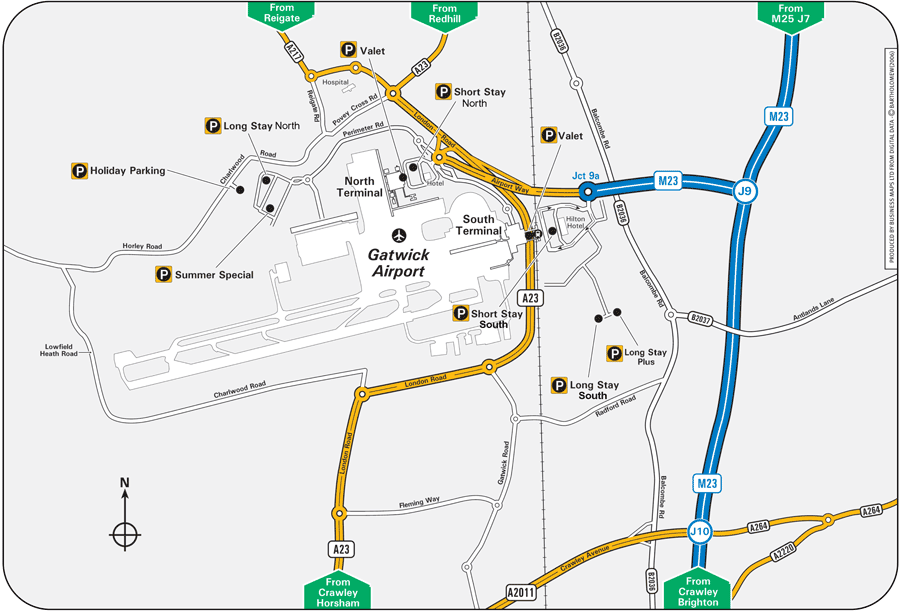 From
Reigate
From
Redhill
From
M25 J7
A217
A23
B2036
P Valet
Hospital
Reigate Rd
Povey Cross Rd
P Short Stay
North
London Road
Balcombe Rd
M23
P Long Stay North
Perimeter Rd
P Valet
Charlwood Road
P Holiday Parking
North
Terminal
Hotel
Airport Way
Jct 9a
M23
J9
B2036
South
Terminal
Hilton
Hotel
Horley Road
Gatwick
Airport
P Summer Special
Balcombe Rd
A23
P Short Stay
South
B2037
Antlands Lane
Lowfield
Heath Road
P Long Stay
Plus
P Long Stay
South
Charlwood Road
London Road
Radford Road
London Road
Gatwick Road
M23
Balcombe Rd
N
Fleming Way
A264
A264
J10
A23
Crawley Avenue
A2220
B2036
A2011
From
Crawley
Horsham
From
Crawley
Brighton
PRODUCED BY BUSINESS MAPS LTD FROM DIGITAL DATA - © BARTHOLOMEW(2006)